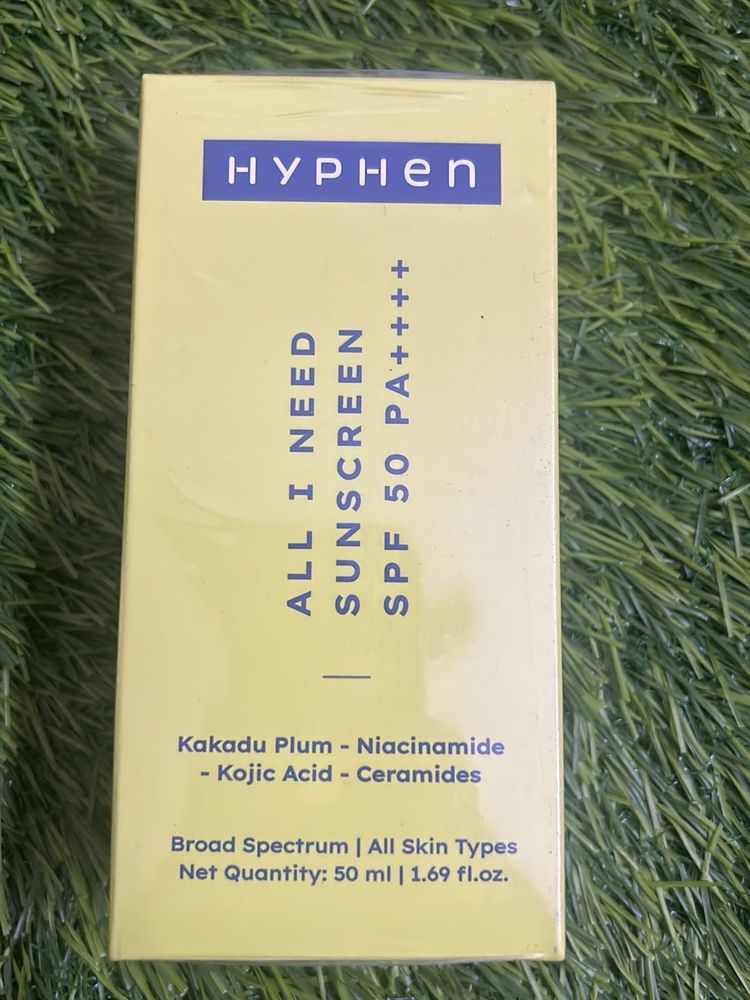 HYPHen
ALL I NEED
SUNSCREEN
SPF 50 PA++++
Kakadu Plum - Niacinamide
- Kojic Acid - Ceramides
Broad Spectrum | All Skin Types
Net Quantity: 50 ml | 1.69 fl.oz.